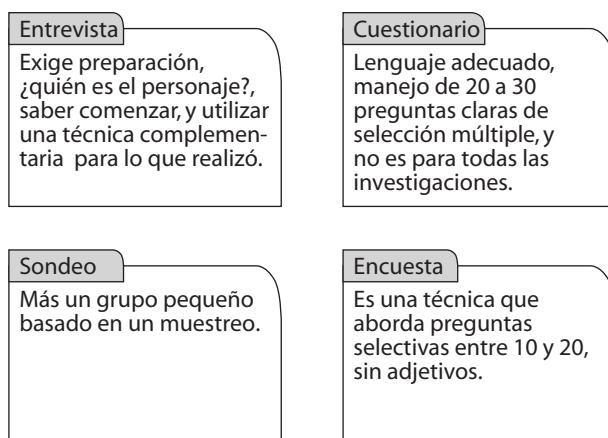 Entrevista
Exige preparación,
¿quién es el personaje?,
saber comenzar, y utilizar
una técnica complemen-
taria para lo que realizó.
Cuestionario
Lenguaje adecuado,
manejo de 20 a 30
preguntas claras de
selección múltiple, y
no es para todas las
investigaciones.
Sondeo
Más un grupo pequeño
basado en un muestreo.
Encuesta
Es una técnica que
aborda preguntas
selectivas entre 10 y 20,
sin adjetivos.